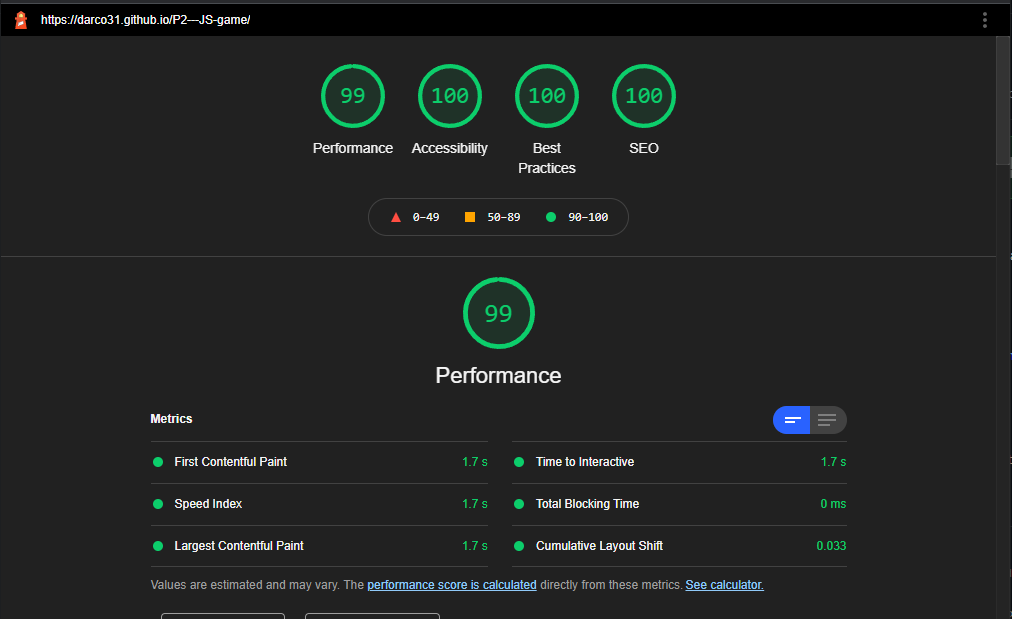 https://darco31.github.io/P2---JS-game/
99 100 100 100
Performance Accessibility Best Practices SEO
0–49 50–89 90–100
99
Performance
Metrics
First Contentful Paint 1.7 s
Time to Interactive 1.7 s
Speed Index 1.7 s
Total Blocking Time 0 ms
Largest Contentful Paint 1.7 s
Cumulative Layout Shift 0.033
Values are estimated and may vary. The performance score is calculated directly from these metrics. See calculator.